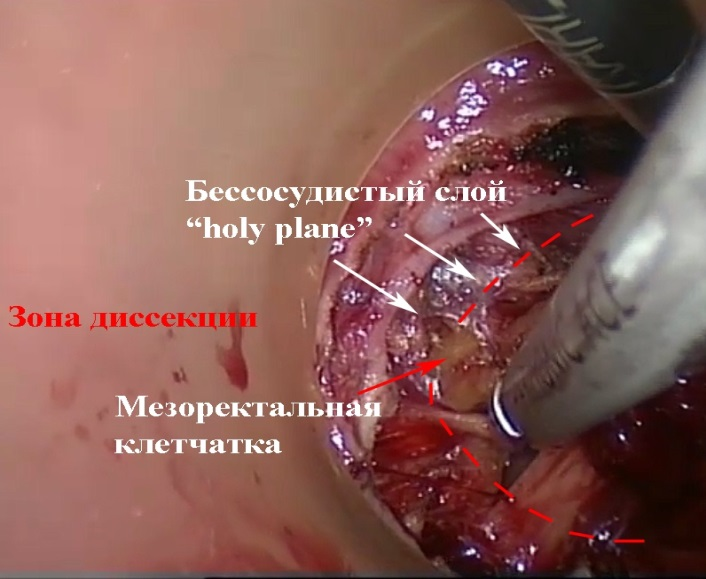 Бессосудистый слой
“holy plane”
Зона диссекции
Мезоректальная
клетчатка